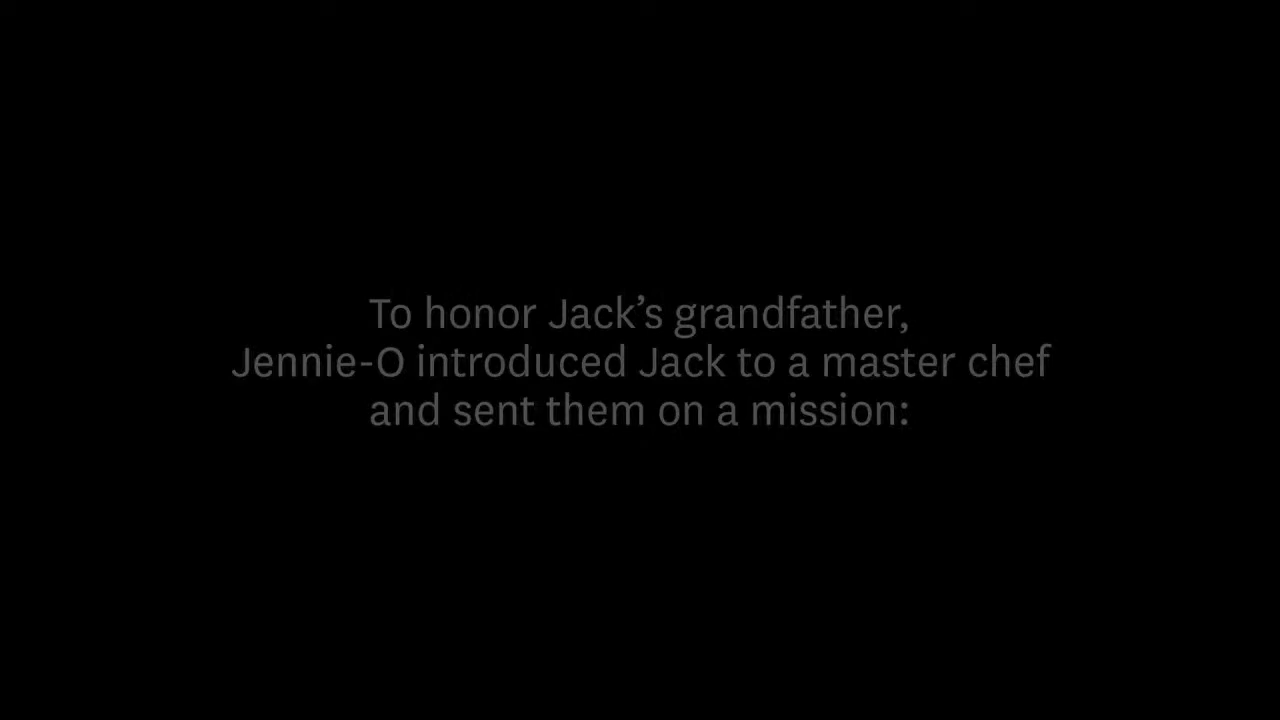 To honor Jack’s grandfather,
Jennie-O introduced Jack to a master chef
and sent them on a mission: